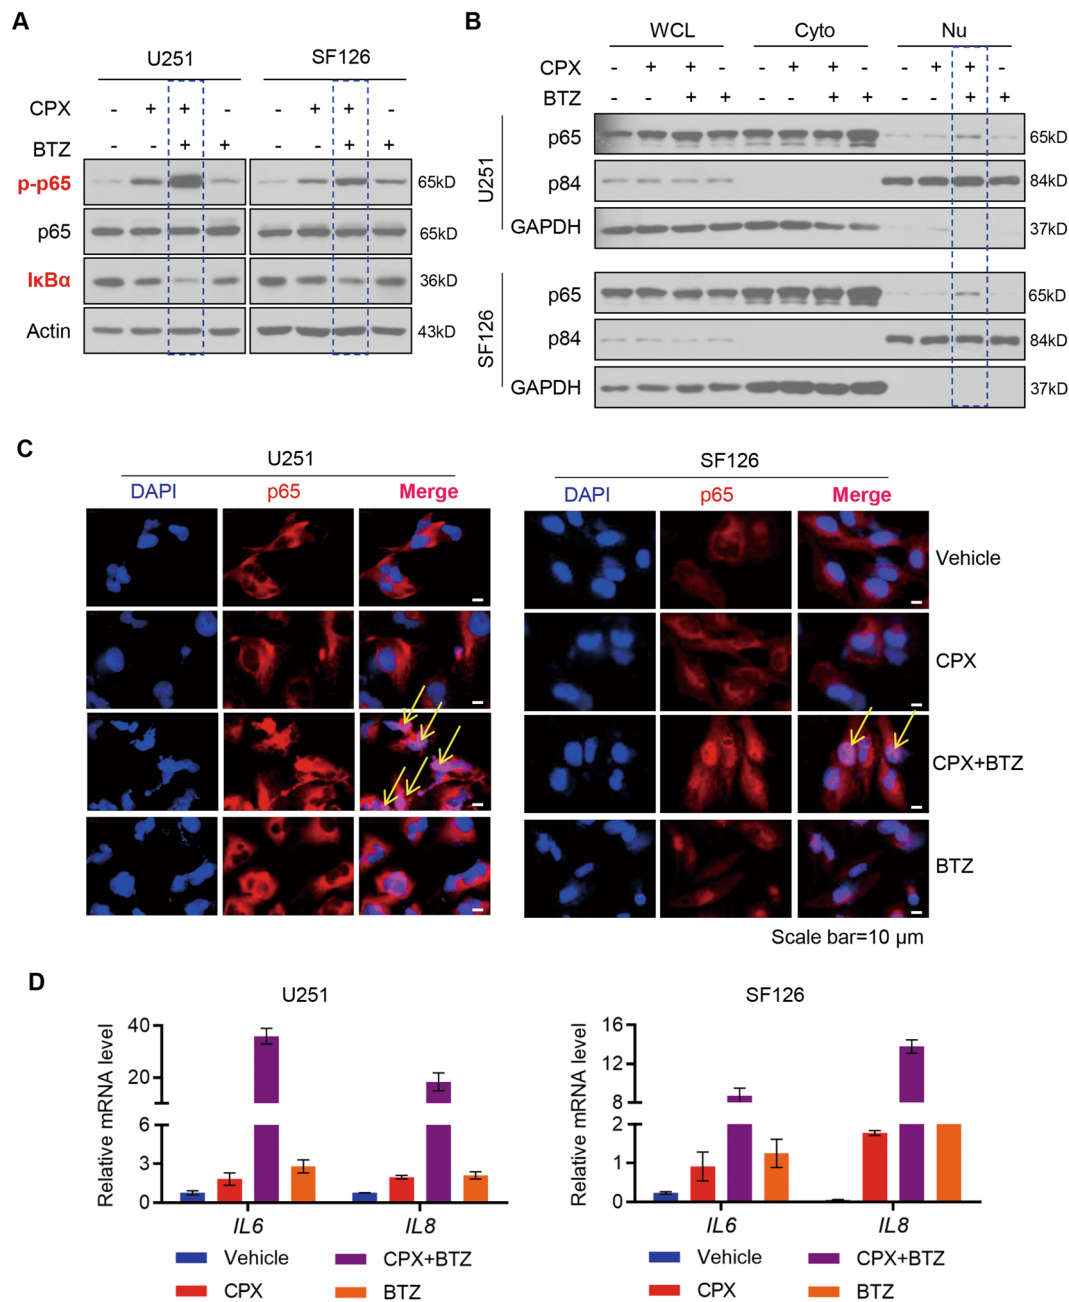 A
U251 SF126
CPX - + + - - + + -
BTZ - - + + - - + +
p-p65 65kD
p65 65kD
IκBα 36kD
Actin 43kD
B
WCL Cyto Nu
CPX - + + - - + + - - + + -
BTZ - - + + - - + + - - + +
U251
p65 65kD
p84 84kD
GAPDH 37kD
SF126
p65 65kD
p84 84kD
GAPDH 37kD
C
U251
DAPI p65 Merge
SF126
DAPI p65 Merge
Vehicle
CPX
CPX+BTZ
BTZ
Scale bar=10 μm
D
U251
Relative mRNA level
40
20
6
3
0
IL6 IL8
Vehicle CPX+BTZ
CPX BTZ
SF126
Relative mRNA level
16
12
8
2
1
0
IL6 IL8
Vehicle CPX+BTZ
CPX BTZ